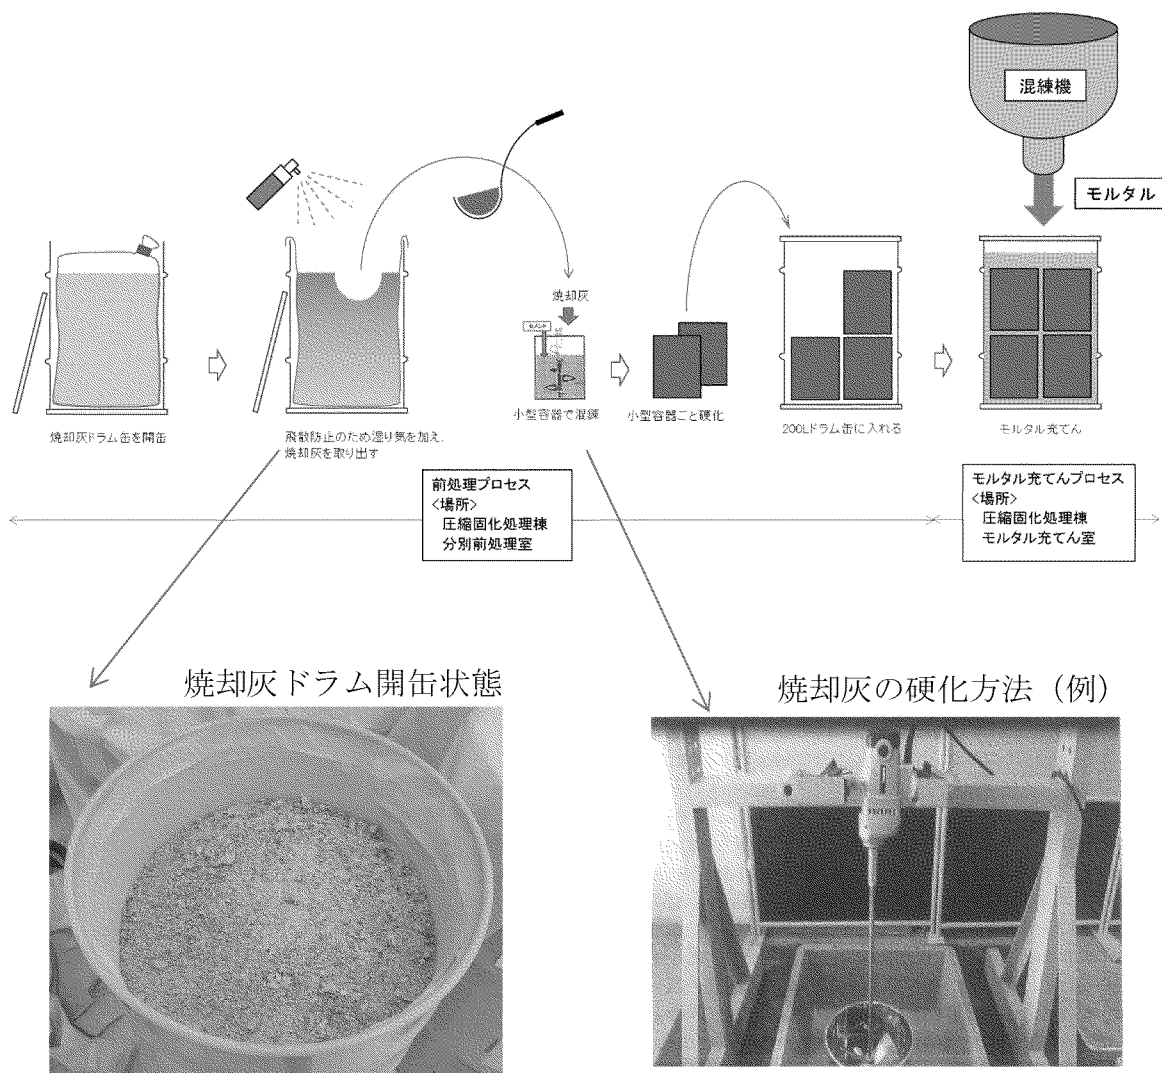 混練機
モルタル
焼却灰
セメント
焼却灰ドラム缶を開缶
飛散防止のため湿り気を加え、
焼却灰を取り出す
小型容器で混錬
小型容器ごと硬化
200Lドラム缶に入れる
モルタル充てん
前処理プロセス
<場所>
圧縮固化処理棟
分別前処理室
モルタル充てんプロセス
<場所>
圧縮固化処理棟
モルタル充てん室
焼却灰ドラム開缶状態
焼却灰の硬化方法（例）